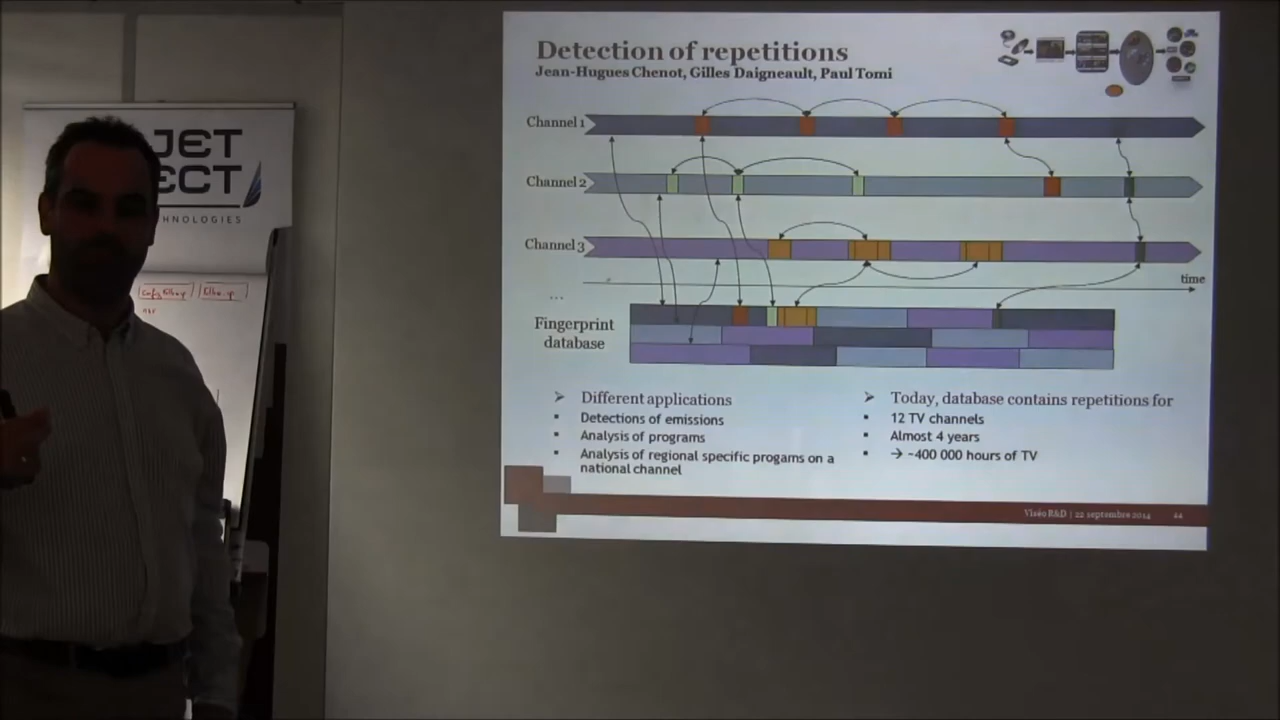 JET
ECT
HNOLOGIES
Detection of repetitions
Jean-Hugues Chenot, Gilles Daigneault, Paul Tomi
Channel 1
Channel 2
Channel 3
time
...
Fingerprint
database
Different applications
Detections of emissions
Analysis of programs
Analysis of regional specific progams on a
national channel
Today, database contains repetitions for
12 TV channels
Almost 4 years
→ ~400 000 hours of TV
Viséo R&D | 22 septembre 2014